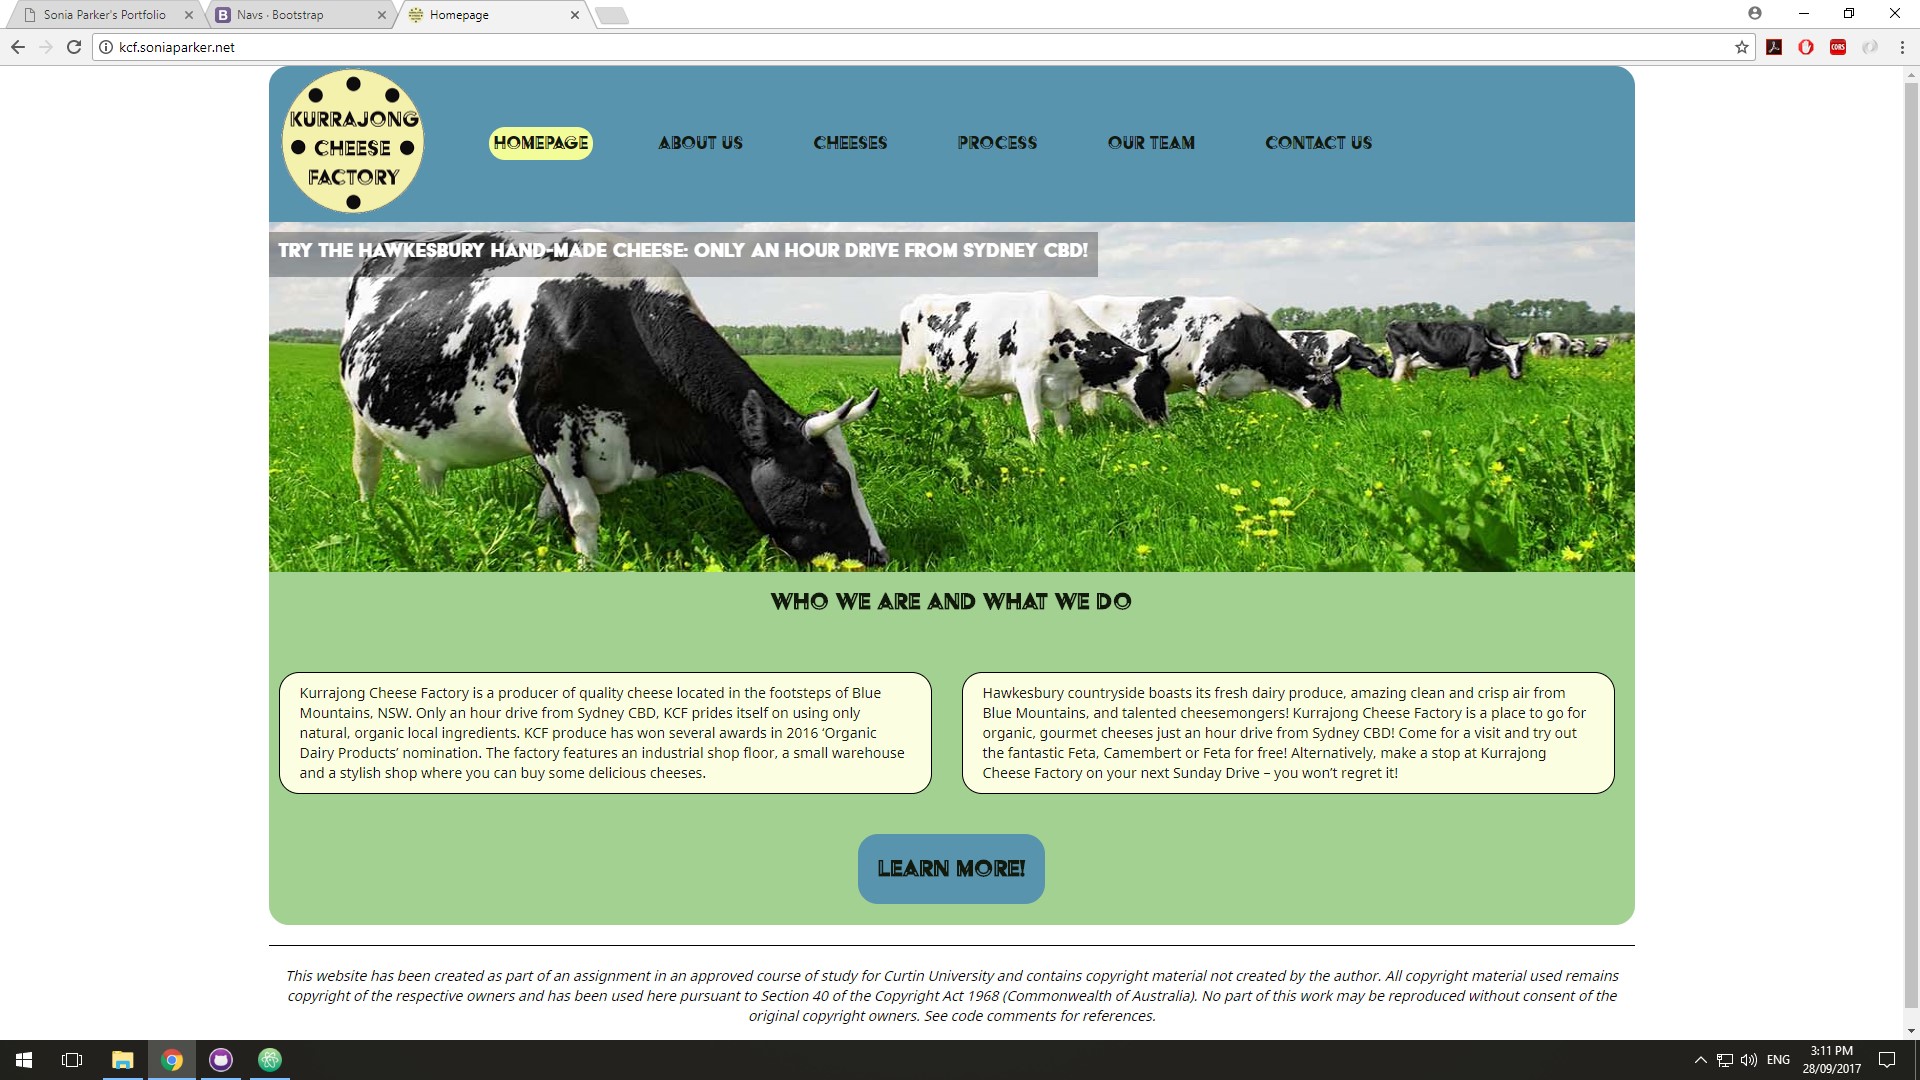 Sonia Parker's Portfolio
Navs · Bootstrap
Homepage
kcf.soniaparker.net
CORS
KURRAJONG
CHEESE
FACTORY
HOMEPAGE
ABOUT US
CHEESES
PROCESS
OUR TEAM
CONTACT US
TRY THE HAWKESBURY HAND-MADE CHEESE: ONLY AN HOUR DRIVE FROM SYDNEY CBD!
WHO WE ARE AND WHAT WE DO
Kurrajong Cheese Factory is a producer of quality cheese located in the footsteps of Blue
Mountains, NSW. Only an hour drive from Sydney CBD, KCF prides itself on using only
natural, organic local ingredients. KCF produce has won several awards in 2016 ‘Organic
Dairy Products’ nomination. The factory features an industrial shop floor, a small warehouse
and a stylish shop where you can buy some delicious cheeses.
Hawkesbury countryside boasts its fresh dairy produce, amazing clean and crisp air from
Blue Mountains, and talented cheesemongers! Kurrajong Cheese Factory is a place to go for
organic, gourmet cheeses just an hour drive from Sydney CBD! Come for a visit and try out
the fantastic Feta, Camembert or Feta for free! Alternatively, make a stop at Kurrajong
Cheese Factory on your next Sunday Drive – you won’t regret it!
LEARN MORE!
This website has been created as part of an assignment in an approved course of study for Curtin University and contains copyright material not created by the author. All copyright material used remains
copyright of the respective owners and has been used here pursuant to Section 40 of the Copyright Act 1968 (Commonwealth of Australia). No part of this work may be reproduced without consent of the
original copyright owners. See code comments for references.
ENG
3:11 PM
28/09/2017